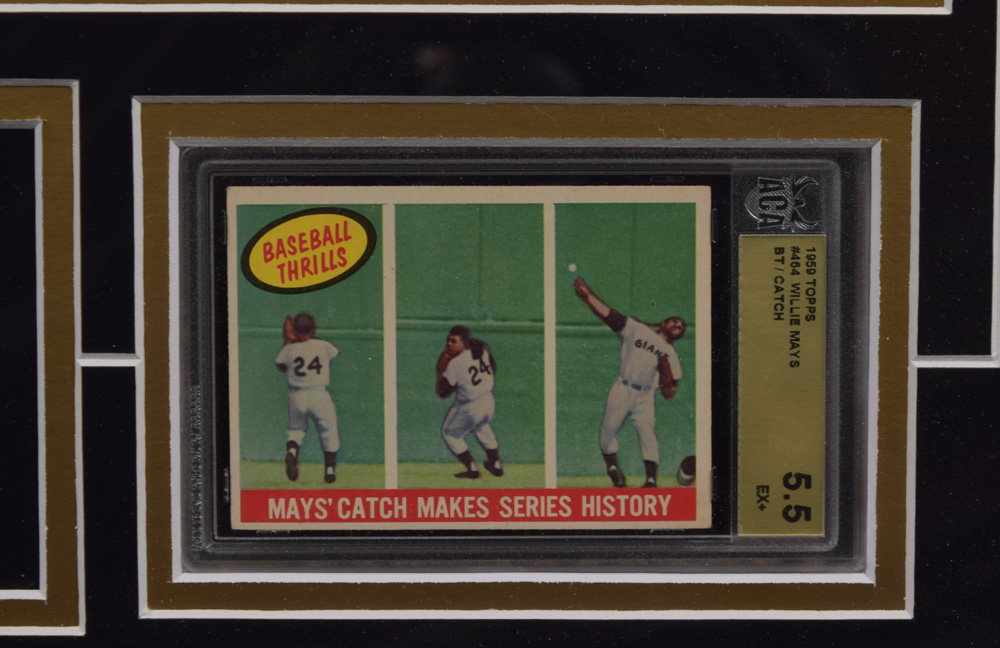 BASEBALL
THRILLS
24
24
GIANT
MAYS' CATCH MAKES SERIES HISTORY
ACA
1959 TOPPS
#464 WILLIE MAYS
BT / CATCH
5.5
EX+